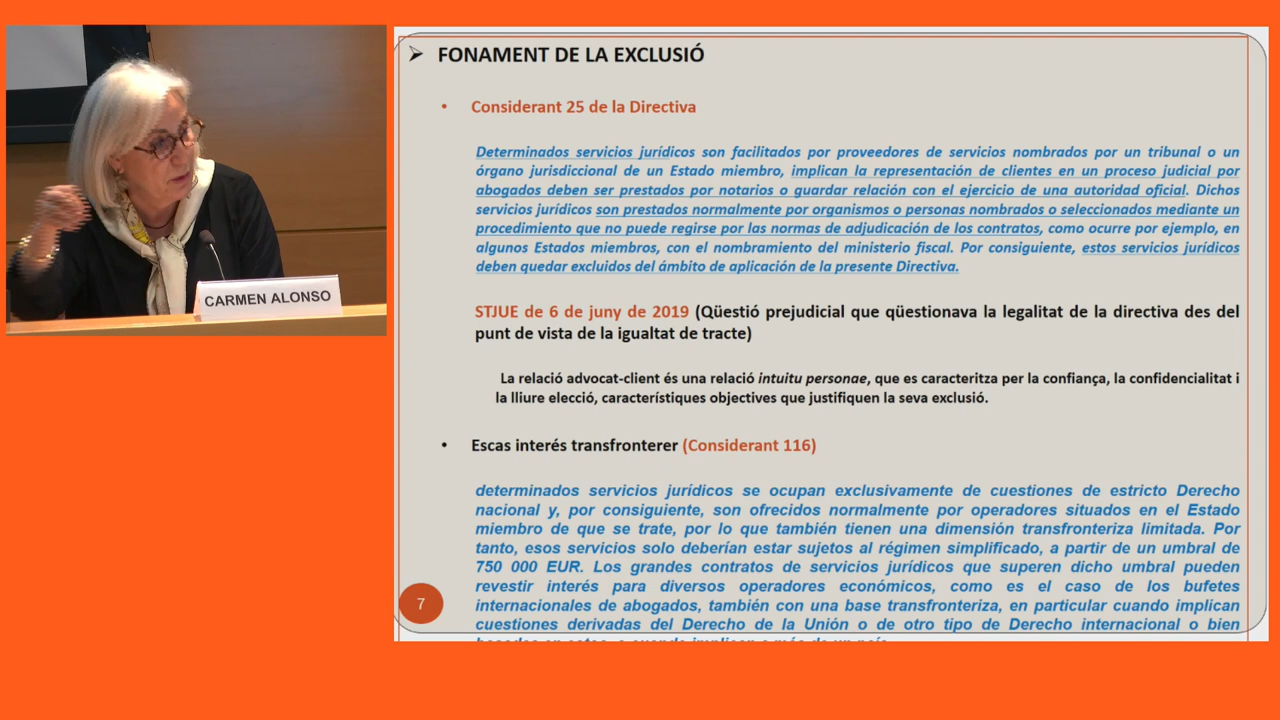 CARMEN ALONSO
FONAMENT DE LA EXCLUSIÓ
Considerant 25 de la Directiva
Determinados servicios jurídicos son facilitados por proveedores de servicios nombrados por un tribunal o un
órgano jurisdiccional de un Estado miembro, implican la representación de clientes en un proceso judicial por
abogados deben ser prestados por notarios o guardar relación con el ejercicio de una autoridad oficial. Dichos
servicios jurídicos son prestados normalmente por organismos o personas nombrados o seleccionados mediante un
procedimiento que no puede regirse por las normas de adjudicación de los contratos, como ocurre por ejemplo, en
algunos Estados miembros, con el nombramiento del ministerio fiscal. Por consiguiente, estos servicios jurídicos
deben quedar excluidos del ámbito de aplicación de la presente Directiva.
STJUE de 6 de juny de 2019 (Qüestió prejudicial que qüestionava la legalitat de la directiva des del
punt de vista de la igualtat de tracte)
La relació advocat-client és una relació intuitu personae, que es caracteritza per la confiança, la confidencialitat i
la lliure elecció, característiques objectives que justifiquen la seva exclusió.
Escas interés transfronterer (Considerant 116)
determinados servicios jurídicos se ocupan exclusivamente de cuestiones de estricto Derecho
nacional y, por consiguiente, son ofrecidos normalmente por operadores situados en el Estado
miembro de que se trate, por lo que también tienen una dimensión transfronteriza limitada. Por
tanto, esos servicios solo deberían estar sujetos al régimen simplificado, a partir de un umbral de
750 000 EUR. Los grandes contratos de servicios jurídicos que superen dicho umbral pueden
revestir interés para diversos operadores económicos, como es el caso de los bufetes
internacionales de abogados, también con una base transfronteriza, en particular cuando implican
cuestiones derivadas del Derecho de la Unión o de otro tipo de Derecho internacional o bien
7